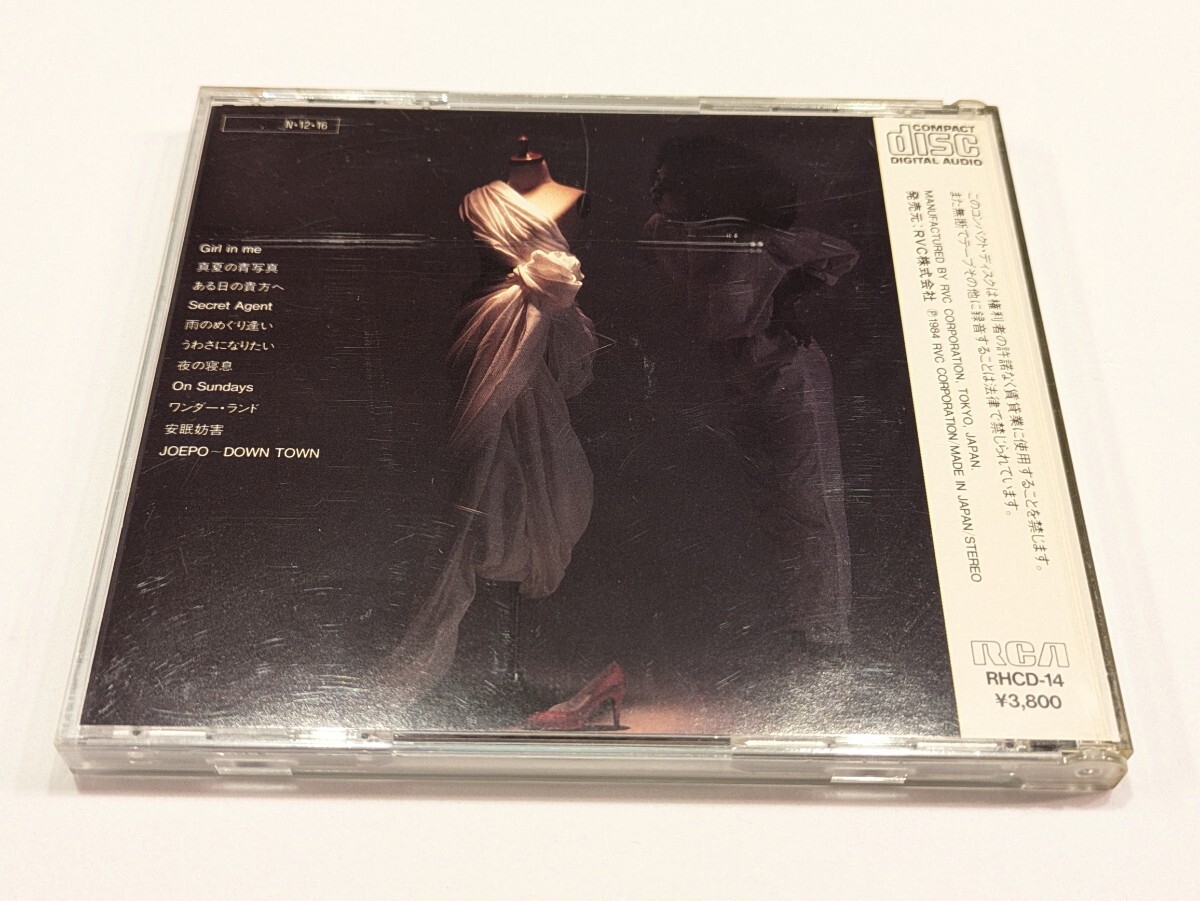 N・12・16
Girl in me
真夏の青写真
ある日の貴方へ
Secret Agent
雨のめぐり逢い
うわさになりたい
夜の寝息
On Sundays
ワンダー・ランド
安眠妨害
JOEPO~DOWN TOWN
COMPACT
disc
DIGITAL AUDIO
このコンパクト・ディスクは権利者の許諾なく賃貸業に使用することを禁じます。
また無断でテープその他に録音することは法律で禁じられています。
MANUFACTURED BY RVC CORPORATION, TOKYO, JAPAN.
発売元:RVC株式会社 ℗1984 RVC CORPORATION/MADE IN JAPAN/STEREO
RCA
RHCD-14
¥3,800